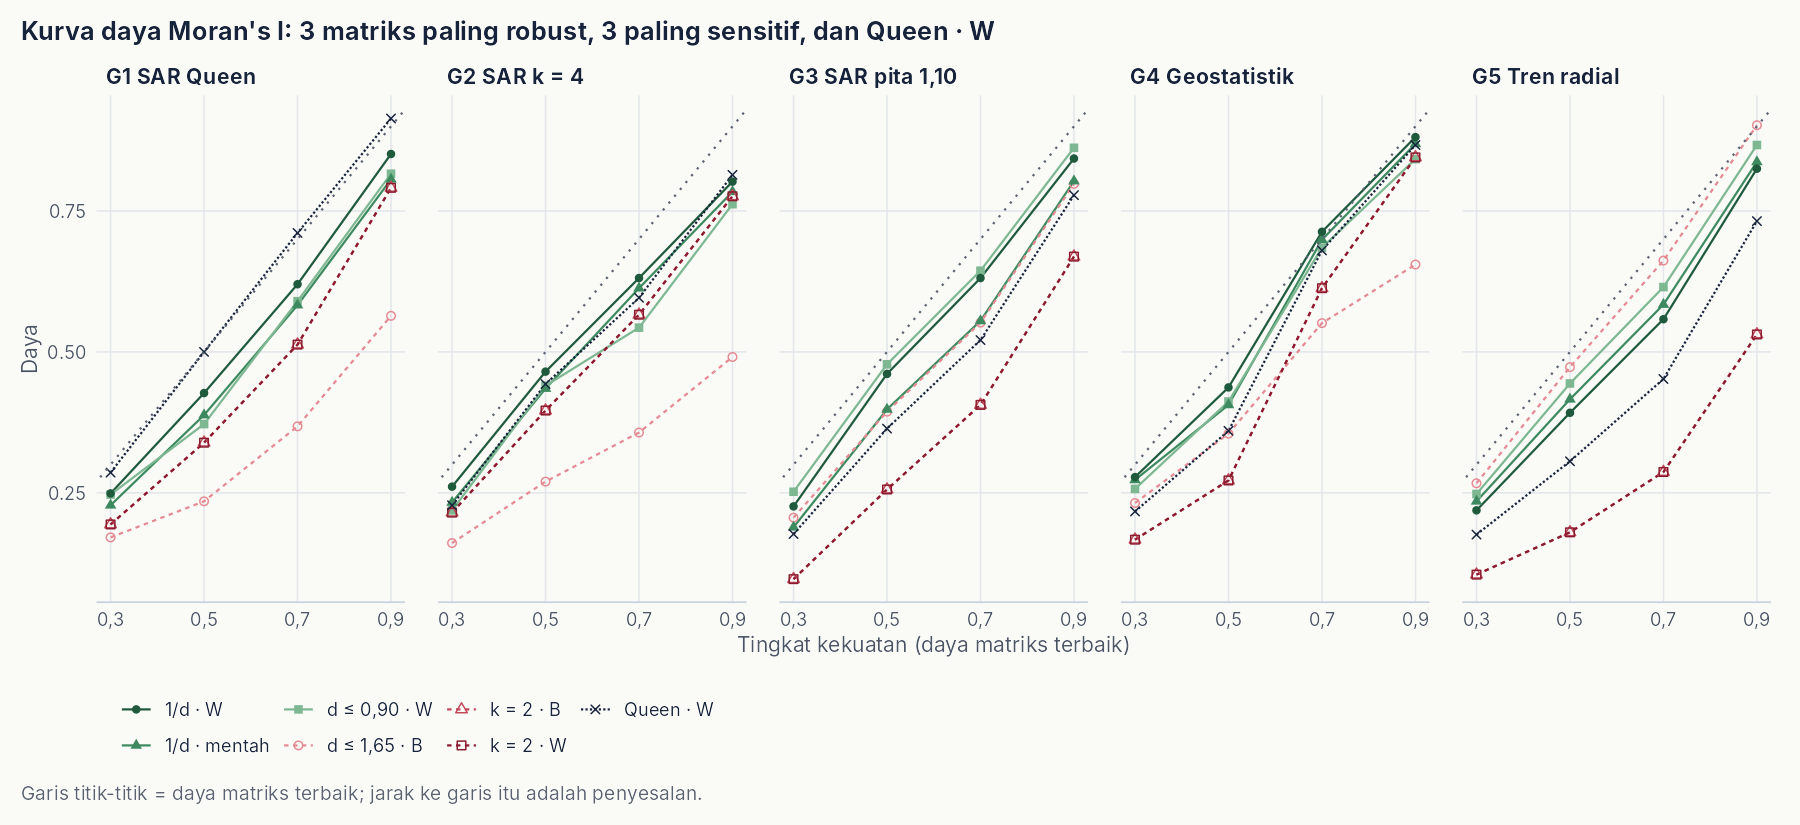 Kurva daya Moran's I: 3 matriks paling robust, 3 paling sensitif, dan Queen · W
G1 SAR Queen
G2 SAR k = 4
G3 SAR pita 1,10
G4 Geostatistik
G5 Tren radial
Daya
0.75
0.50
0.25
0,3 0,5 0,7 0,9
0,3 0,5 0,7 0,9
0,3 0,5 0,7 0,9
0,3 0,5 0,7 0,9
0,3 0,5 0,7 0,9
Tingkat kekuatan (daya matriks terbaik)
1/d · W
d ≤ 0,90 · W
k = 2 · B
Queen · W
1/d · mentah
d ≤ 1,65 · B
k = 2 · W
Garis titik-titik = daya matriks terbaik; jarak ke garis itu adalah penyesalan.